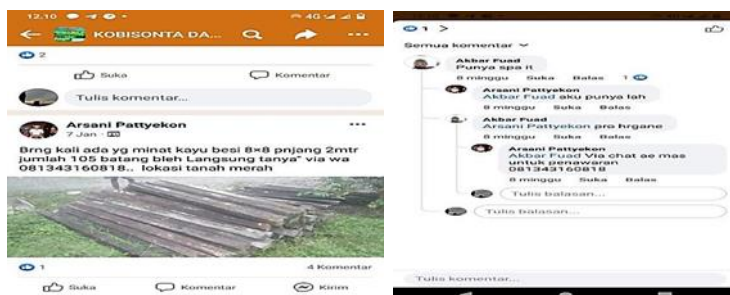 12.10
4G
KOBISONTA DA...
2
Suka
Komentar
Tulis komentar...
Arsani Pattyekon
7 Jan
Brng kali ada yg minat kayu besi 8x8 pnjang 2mtr
jumlah 105 batang bleh Langsung tanya" via wa
081343160818.. lokasi tanah merah
1
4 Komentar
Suka
Komentar
Kirim
1 >
Semua komentar
Akbar Fuad
Punya spa it
8 minggu Suka Balas 1
Arsani Pattyekon
Akbar Fuad aku punya lah
8 minggu Suka Balas
Akbar Fuad
Arsani Pattyekon pro hrgane
8 minggu Suka Balas
Arsani Pattyekon
Akbar Fuad Via chat ae mas
untuk penawaran
081343160818
8 minggu Suka Balas
Tulis balasan...
Tulis balasan...
Tulis komentar...